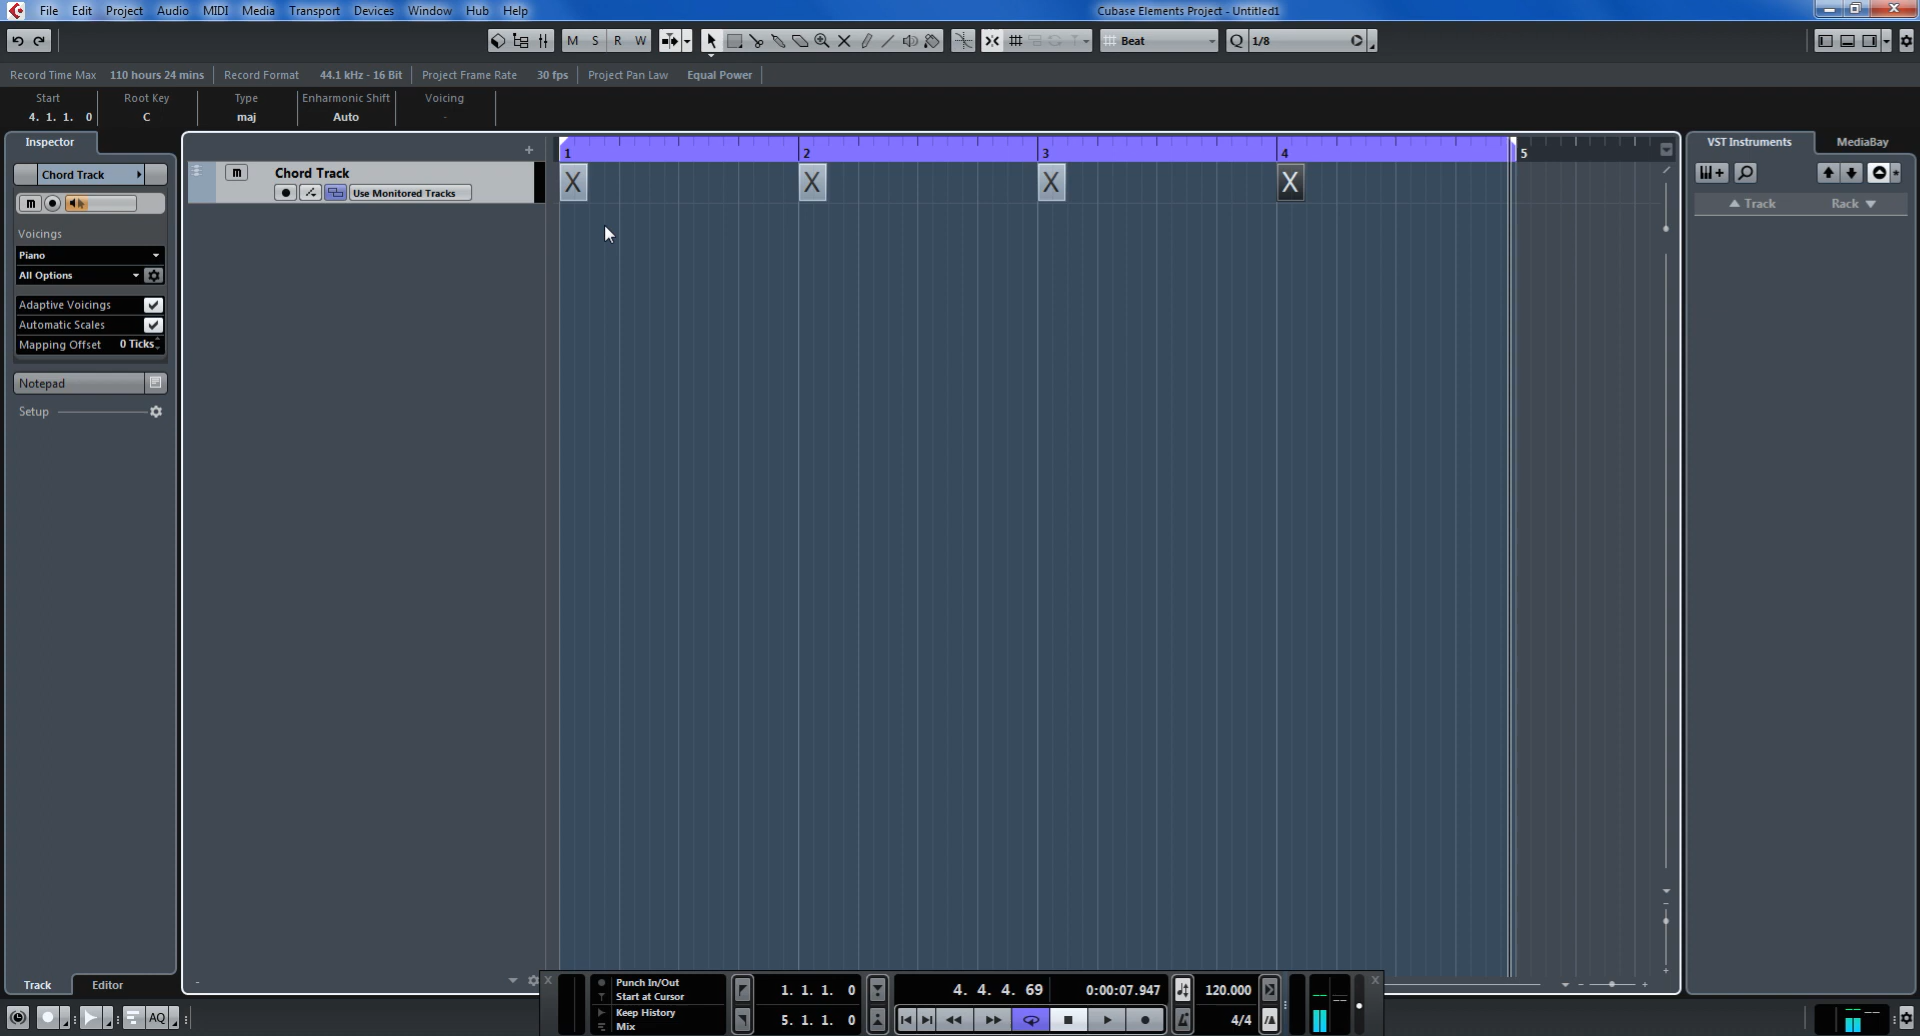 File Edit Project Audio MIDI Media Transport Devices Window Hub Help
Cubase Elements Project - Untitled1
M S R W
Beat
Q 1/8
Record Time Max 110 hours 24 mins Record Format 44.1 kHz - 16 Bit Project Frame Rate 30 fps Project Pan Law Equal Power
Start Root Key Type Enharmonic Shift Voicing
4. 1. 1. 0 C maj Auto -
Inspector
1 2 3 4 5
VST Instruments MediaBay
Chord Track
m Chord Track
X X X X
Use Monitored Tracks
m
Track Rack
Voicings
Piano
All Options
Adaptive Voicings
Automatic Scales
Mapping Offset 0 Ticks
Notepad
Setup
Track Editor
Punch In/Out
Start at Cursor
Keep History
Mix
1. 1. 1. 0
5. 1. 1. 0
4. 4. 4. 69 0:00:07.947
120.000
4/4
AQ